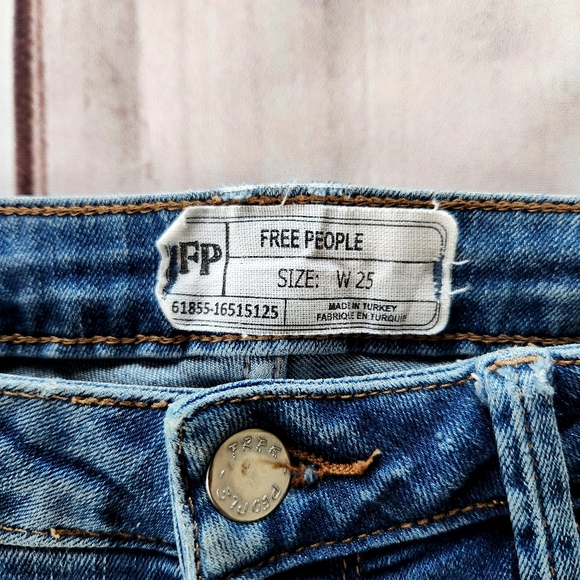 FP
FREE PEOPLE
SIZE: W 25
61855-16515125
MADE IN TURKEY
FABRIQUE EN TURQUIE
FREE
PEOPLE